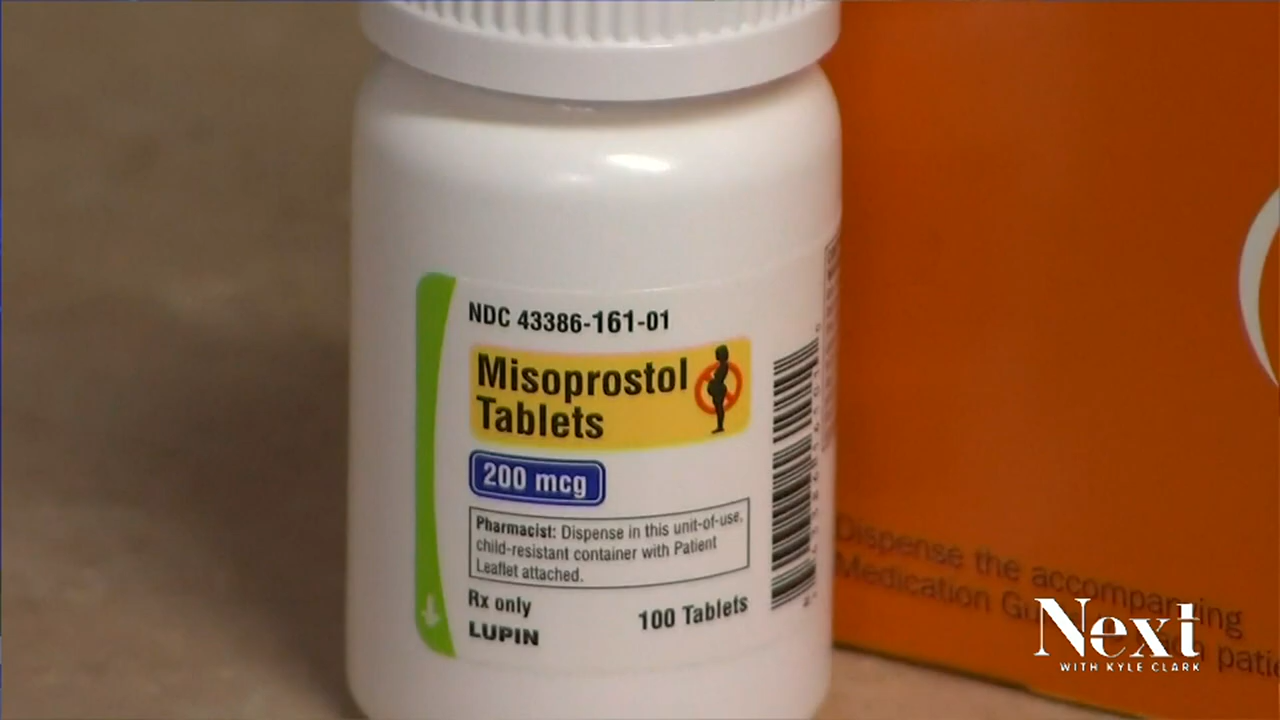 NDC 43386-161-01
Misoprostol
Tablets
200 mcg
Pharmacist: Dispense in this unit-of-use,
child-resistant container with Patient
Leaflet attached.
Rx only
100 Tablets
LUPIN
Dispense the accompanying
Medication
Next
WITH KYLE CLARK